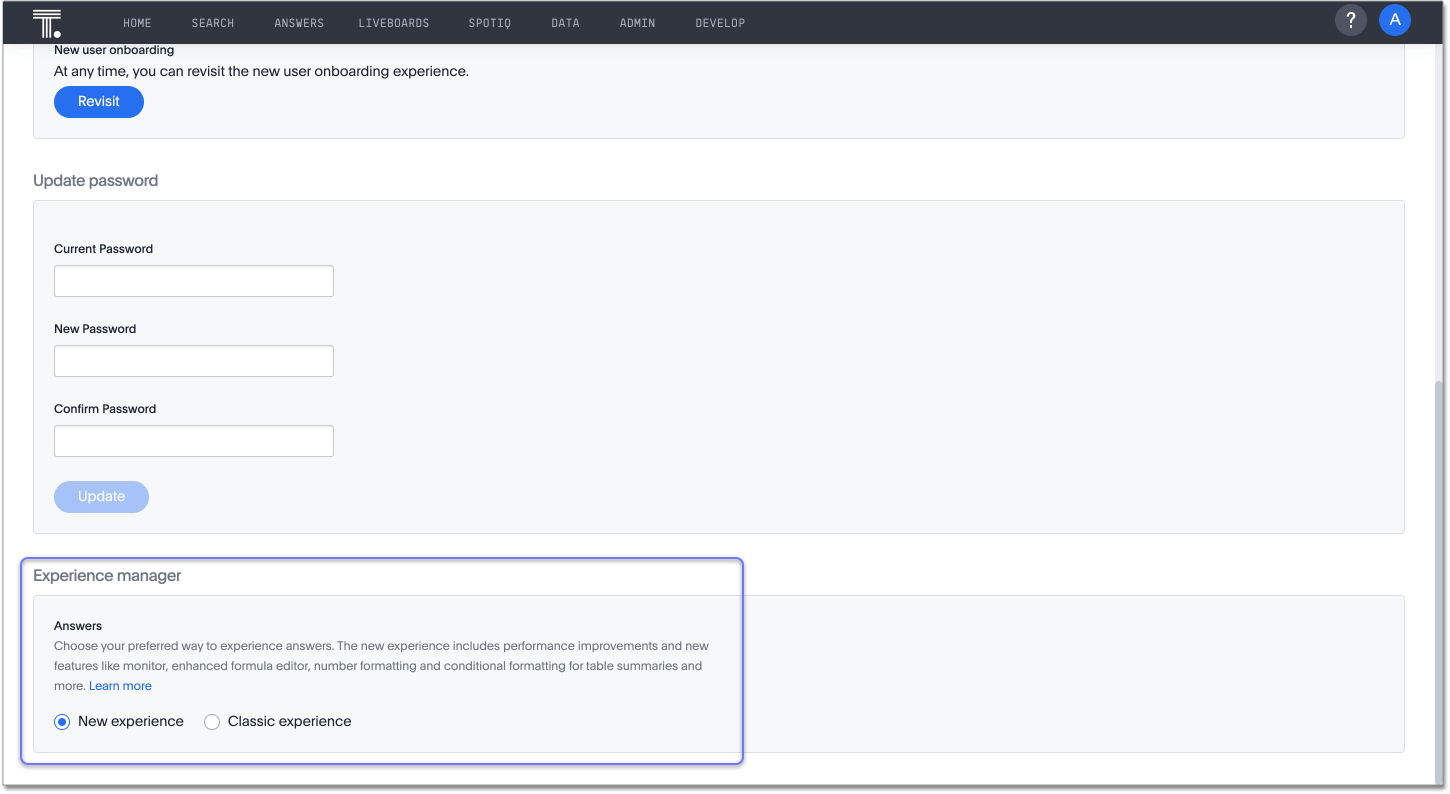 T. HOME SEARCH ANSWERS LIVEBOARDS SPOTIQ DATA ADMIN DEVELOP ? A
New user onboarding
At any time, you can revisit the new user onboarding experience.
Revisit
Update password
Current Password
New Password
Confirm Password
Update
Experience manager
Answers
Choose your preferred way to experience answers. The new experience includes performance improvements and new
features like monitor, enhanced formula editor, number formatting and conditional formatting for table summaries and
more. Learn more
New experience Classic experience